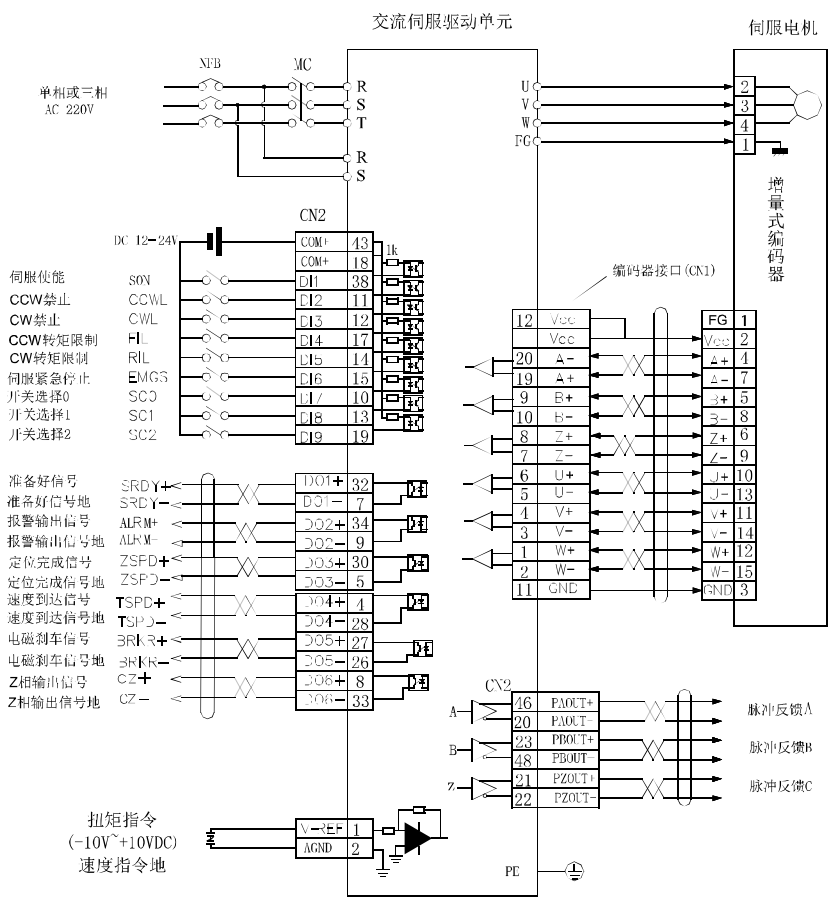 交流伺服驱动单元
伺服电机
NFB
MC
单相或三相
AC 220V
R
S
T
R
S
U
V
W
FG
2
3
4
1
增量式编码器
CN2
DC 12-24V
1k
COM+ 43
COM+ 18
伺服使能 SON DI1 38
CCW禁止 CCWL DI2 11
CW禁止 CWL DI3 12
CCW转矩限制 FIL DI4 17
CW转矩限制 RIL DI5 14
伺服紧急停止 EMGS DI6 15
开关选择0 SC0 DI7 10
开关选择1 SC1 DI8 13
开关选择2 SC2 DI9 19
编码器接口(CN1)
12 Vcc FG 1
Vcc Vcc 2
20 A- A+ 4
19 A+ A- 7
9 B+ B+ 5
10 B- B- 8
8 Z+ Z+ 6
7 Z- Z- 9
6 U+ U+ 10
5 U- U- 13
4 V+ V+ 11
3 V- V- 14
1 W+ W+ 12
2 W- W- 15
11 GND GND 3
准备好信号 SRDY+ DO1+ 32
准备好信号地 SRDY- DO1- 7
报警输出信号 ALRM+ DO2+ 34
报警输出信号地 ALRM- DO2- 9
定位完成信号 ZSPD+ DO3+ 30
定位完成信号地 ZSPD- DO3- 5
速度到达信号 TSPD+ DO4+ 4
速度到达信号地 TSPD- DO4- 28
电磁刹车信号 BRKR+ DO5+ 27
电磁刹车信号地 BRKR- DO5- 26
Z相输出信号 CZ+ DO6+ 8
Z相输出信号地 CZ- DO6- 33
CN2
A
46 PAOUT+
20 PAOUT-
脉冲反馈A
B
23 PBOUT+
48 PBOUT-
脉冲反馈B
Z
21 PZOUT+
22 PZOUT-
脉冲反馈C
扭矩指令
(-10V~+10VDC)
速度指令地
V-REF 1
AGND 2
PE